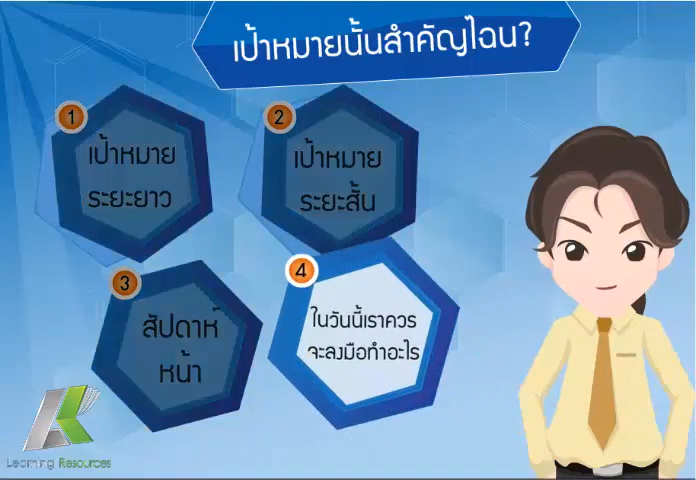 เป้าหมายนั้นสำคัญไฉน?
1
เป้าหมาย
ระยะยาว
2
เป้าหมาย
ระยะสั้น
3
สัปดาห์
หน้า
4
ในวันนี้เราควร
จะลงมือทำอะไร
Learning Resources